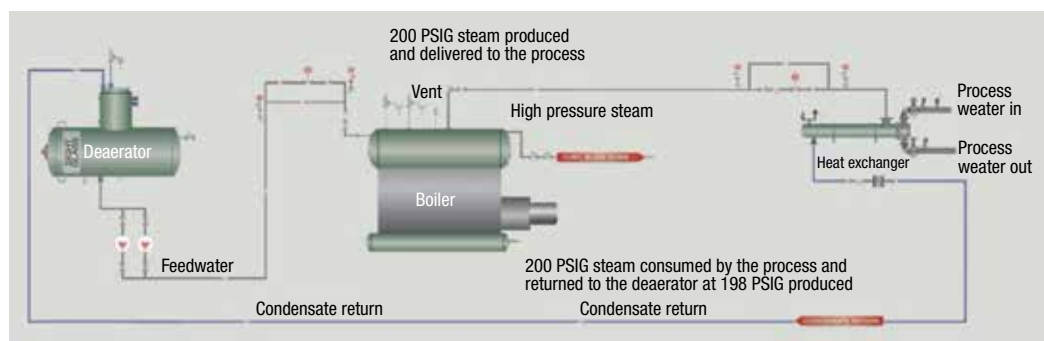 200 PSIG steam produced
and delivered to the process
Vent
High pressure steam
Process
weater in
Deaerator
Heat exchanger
Process
weater out
Boiler
Feedwater
200 PSIG steam consumed by the process and
returned to the deaerator at 198 PSIG produced
Condensate return
Condensate return